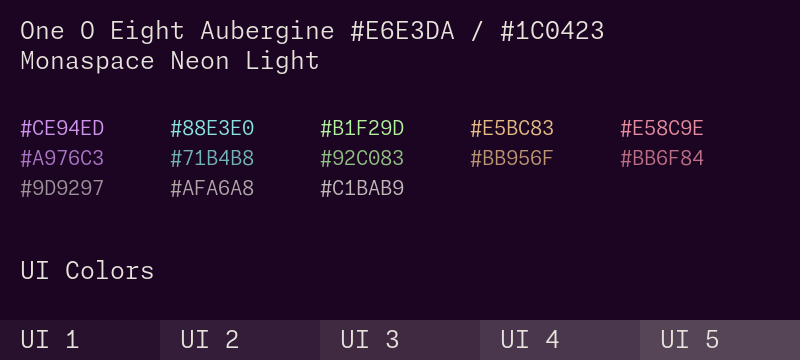 One O Eight Aubergine #E6E3DA / #1C0423
Monaspace Neon Light
#CE94ED #88E3E0 #B1F29D #E5BC83 #E58C9E
#A976C3 #71B4B8 #92C083 #BB956F #BB6F84
#9D9297 #AFA6A8 #C1BAB9
UI Colors
UI 1 UI 2 UI 3 UI 4 UI 5